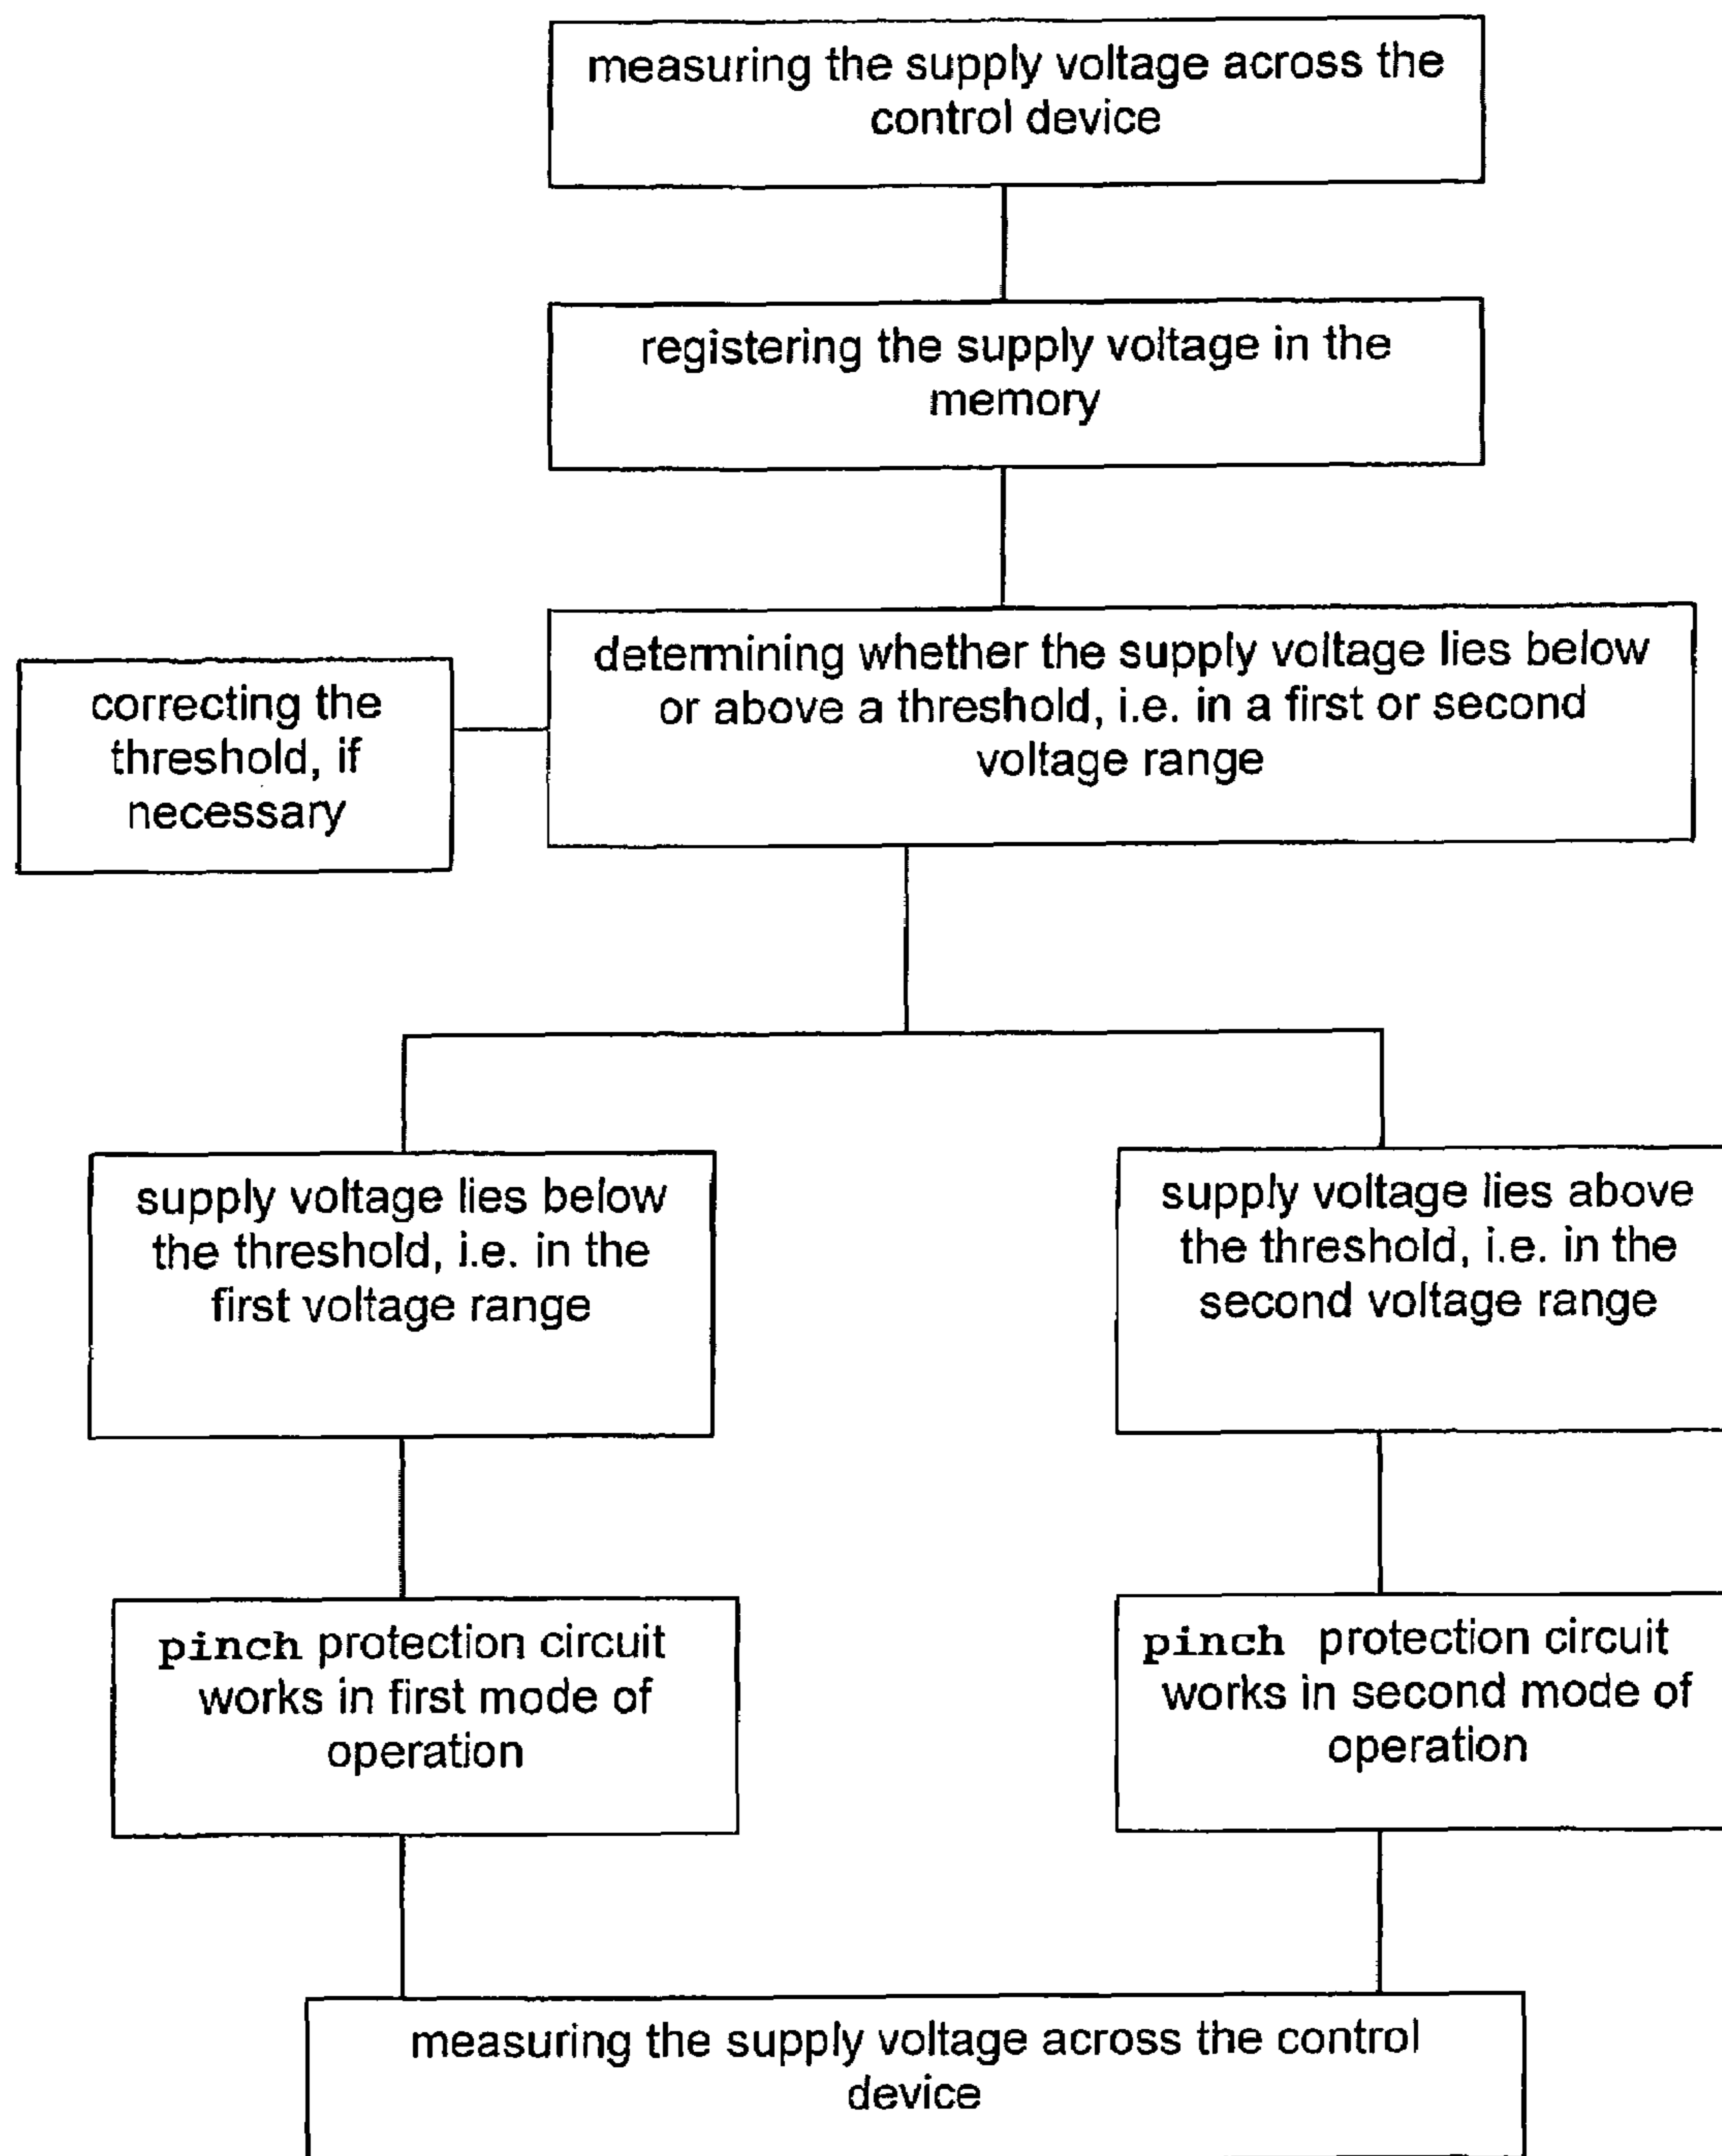 measuring the supply voltage across the
control device
registering the supply voltage in the
memory
determining whether the supply voltage lies below
or above a threshold, i.e. in a first or second
voltage range
correcting the
threshold, if
necessary
supply voltage lies below
the threshold, i.e. in the
first voltage range
supply voltage lies above
the threshold, i.e. in the
second voltage range
pinch protection circuit
works in first mode of
operation
pinch protection circuit
works in second mode of
operation
measuring the supply voltage across the control
device